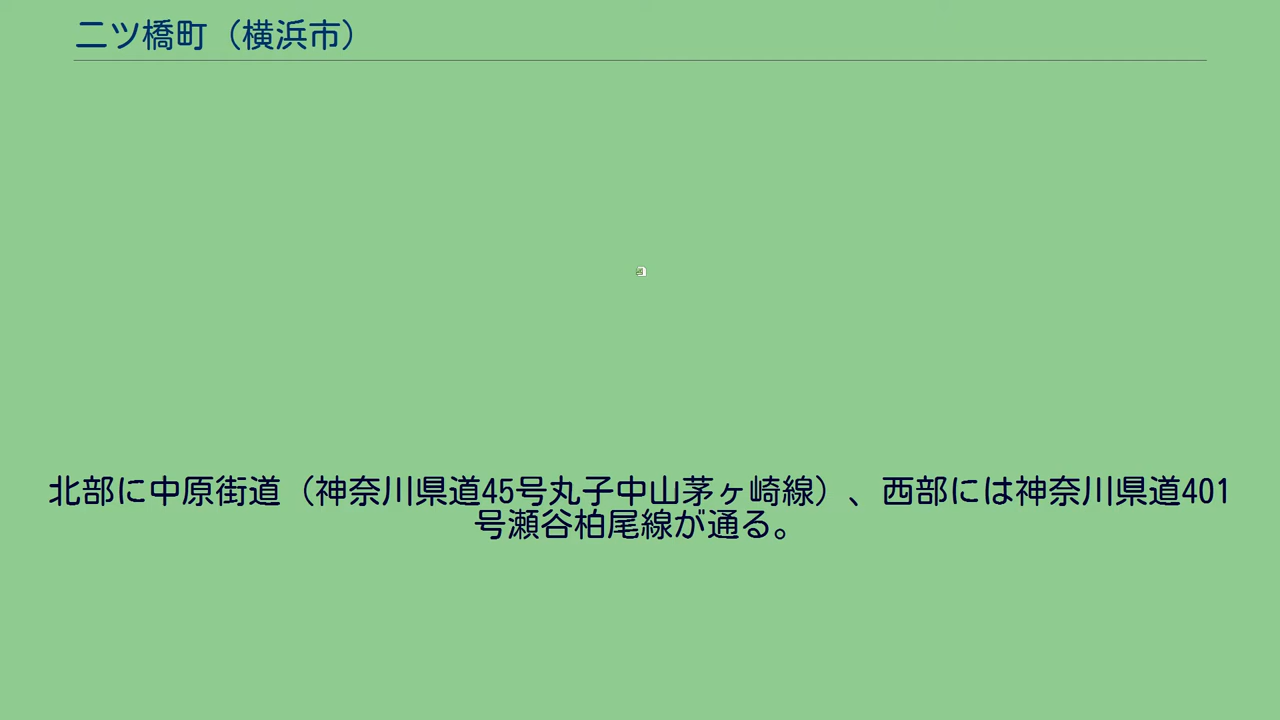 二ツ橋町（横浜市）
北部に中原街道（神奈川県道45号丸子中山茅ヶ崎線）、西部には神奈川県道401
号瀬谷柏尾線が通る。